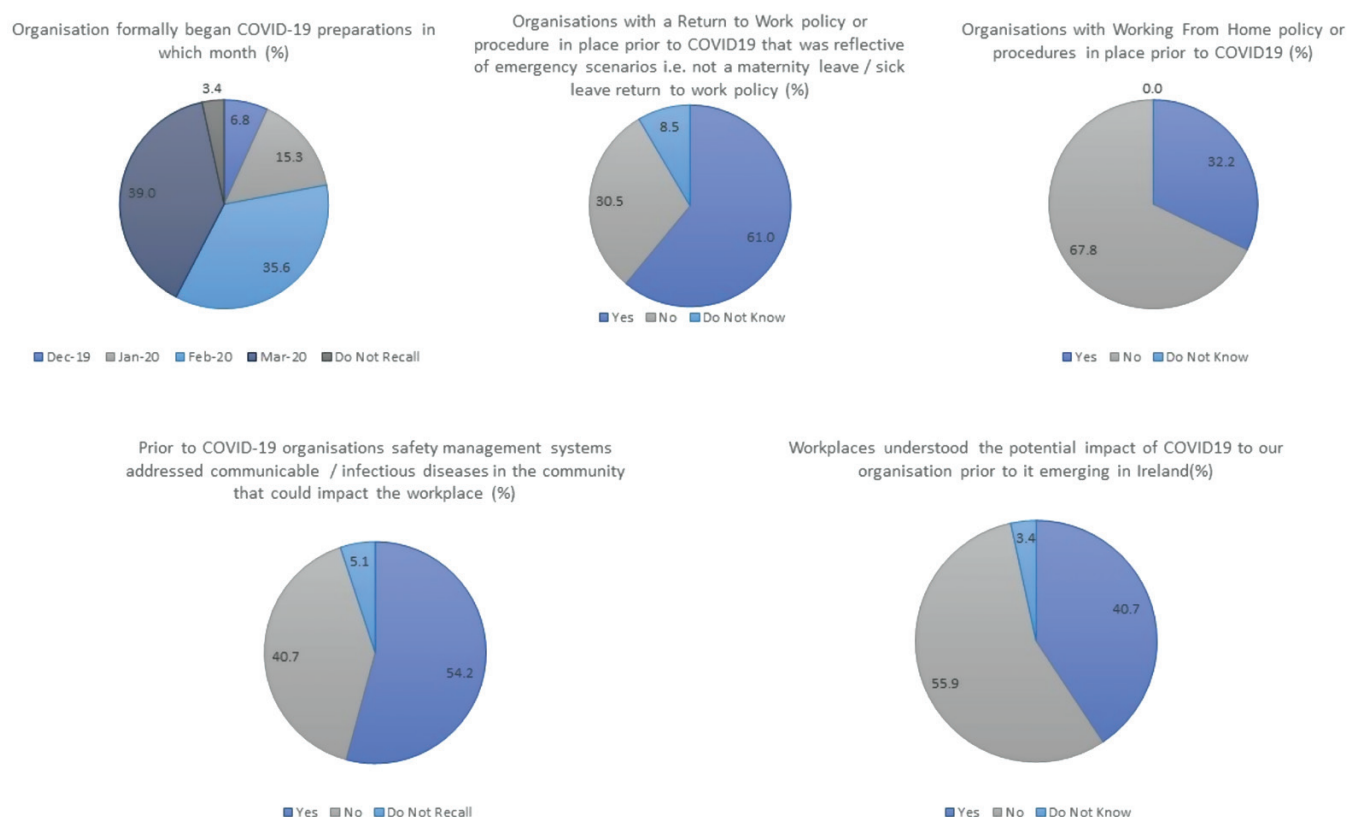 Organisation formally began COVID-19 preparations in
which month (%)
3.4
6.8
15.3
39.0
35.6
Dec-19 Jan-20 Feb-20 Mar-20 Do Not Recall
Organisations with a Return to Work policy or
procedure in place prior to COVID19 that was reflective
of emergency scenarios i.e. not a maternity leave / sick
leave return to work policy (%)
8.5
30.5
61.0
Yes No Do Not Know
Organisations with Working From Home policy or
procedures in place prior to COVID19 (%)
0.0
32.2
67.8
Yes No Do Not Know
Prior to COVID-19 organisations safety management systems
addressed communicable / infectious diseases in the community
that could impact the workplace (%)
5.1
40.7
54.2
Yes No Do Not Recall
Workplaces understood the potential impact of COVID19 to our
organisation prior to it emerging in Ireland(%)
3.4
40.7
55.9
Yes No Do Not Know